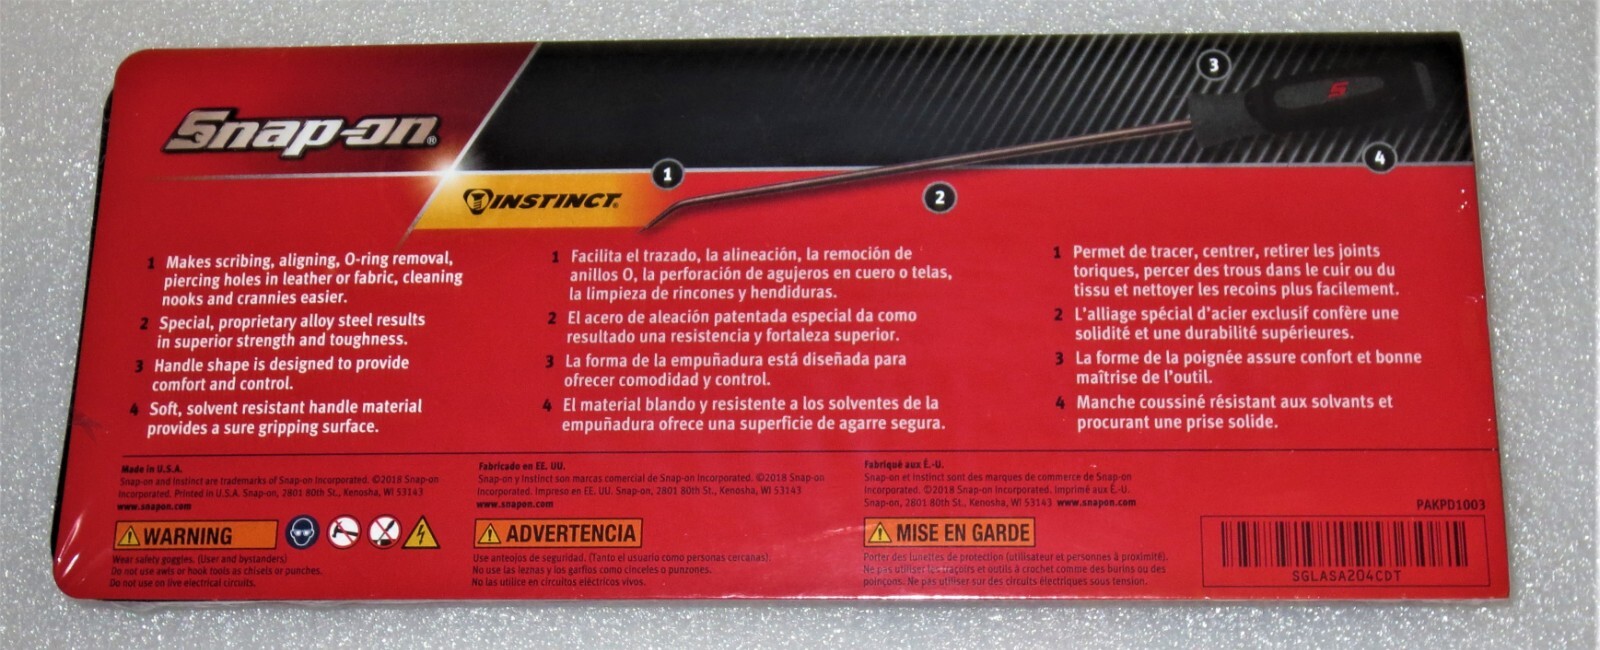 Snap-on®
INSTINCT®
1
2
3
4
S
1 Makes scribing, aligning, O-ring removal,
piercing holes in leather or fabric, cleaning
nooks and crannies easier.
2 Special, proprietary alloy steel results
in superior strength and toughness.
3 Handle shape is designed to provide
comfort and control.
4 Soft, solvent resistant handle material
provides a sure gripping surface.
1 Facilita el trazado, la alineación, la remoción de
anillos O, la perforación de agujeros en cuero o telas,
la limpieza de rincones y hendiduras.
2 El acero de aleación patentada especial da como
resultado una resistencia y fortaleza superior.
3 La forma de la empuñadura está diseñada para
ofrecer comodidad y control.
4 El material blando y resistente a los solventes de la
empuñadura ofrece una superficie de agarre segura.
1 Permet de tracer, centrer, retirer les joints
toriques, percer des trous dans le cuir ou du
tissu et nettoyer les recoins plus facilement.
2 L'alliage spécial d'acier exclusif confère une
solidité et une durabilité supérieures.
3 La forme de la poignée assure confort et bonne
maîtrise de l'outil.
4 Manche coussiné résistant aux solvants et
procurant une prise solide.
Made in U.S.A.
Snap-on and Instinct are trademarks of Snap-on Incorporated. ©2018 Snap-on
Incorporated. Printed in U.S.A. Snap-on, 2801 80th St., Kenosha, WI 53143
www.snapon.com
WARNING
Wear safety goggles. (User and bystanders)
Do not use awls or hook tools as chisels or punches.
Do not use on live electrical circuits.
Fabricado en EE. UU.
Snap-on y Instinct son marcas comercial de Snap-on Incorporated. ©2018 Snap-on
Incorporated. Impreso en EE. UU. Snap-on, 2801 80th St., Kenosha, WI 53143
www.snapon.com
ADVERTENCIA
Use anteojos de seguridad. (Tanto el usuario como personas cercanas)
No use las leznas y los garfios como cinceles o punzones.
No las utilice en circuitos eléctricos vivos.
Fabriqué aux É.-U.
Snap-on et Instinct sont des marques de commerce de Snap-on
Incorporated. ©2018 Snap-on Incorporated. Imprimé aux É.-U.
Snap-on, 2801 80th St., Kenosha, WI 53143 www.snapon.com
MISE EN GARDE
Porter des lunettes de protection (utilisateur et personnes à proximité).
Ne pas utiliser les traçoirs et outils à crochet comme des burins ou des
poinçons. Ne pas utiliser sur des circuits électriques sous tension.
PAKPD1003
SGLASA204CDT